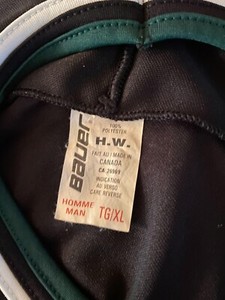 BAUER
100%
POLYESTER
H.W.
FAIT AU / MADE IN
CANADA
CA 26969
INDICATION
AU VERSO
CARE REVERSE
HOMME
MAN
TG/XL